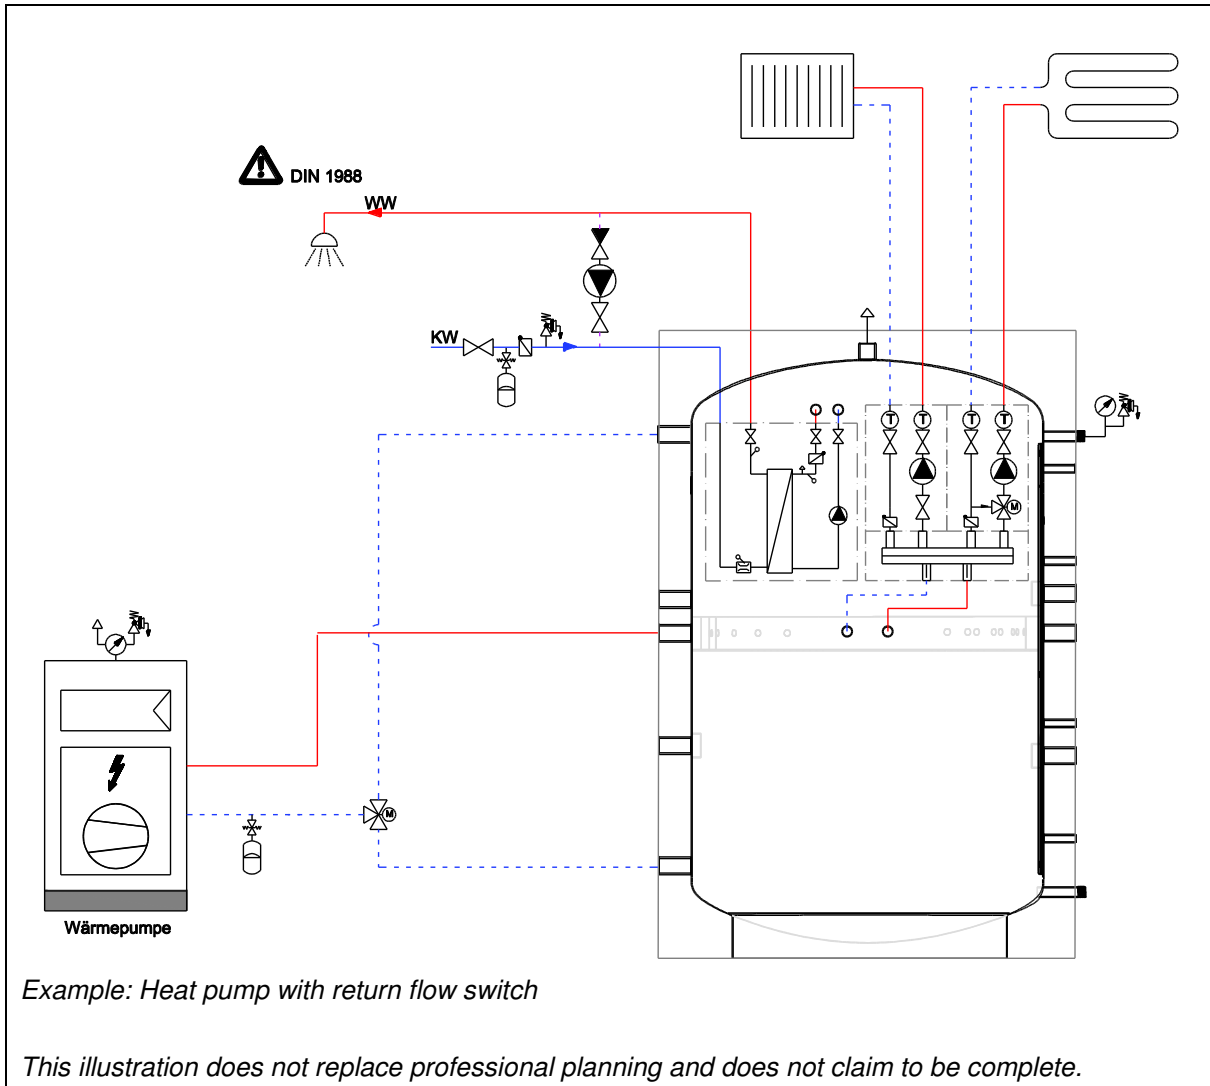 DIN 1988
WW
KW
T T T T
M
M
Wärmepumpe
Example: Heat pump with return flow switch
This illustration does not replace professional planning and does not claim to be complete.